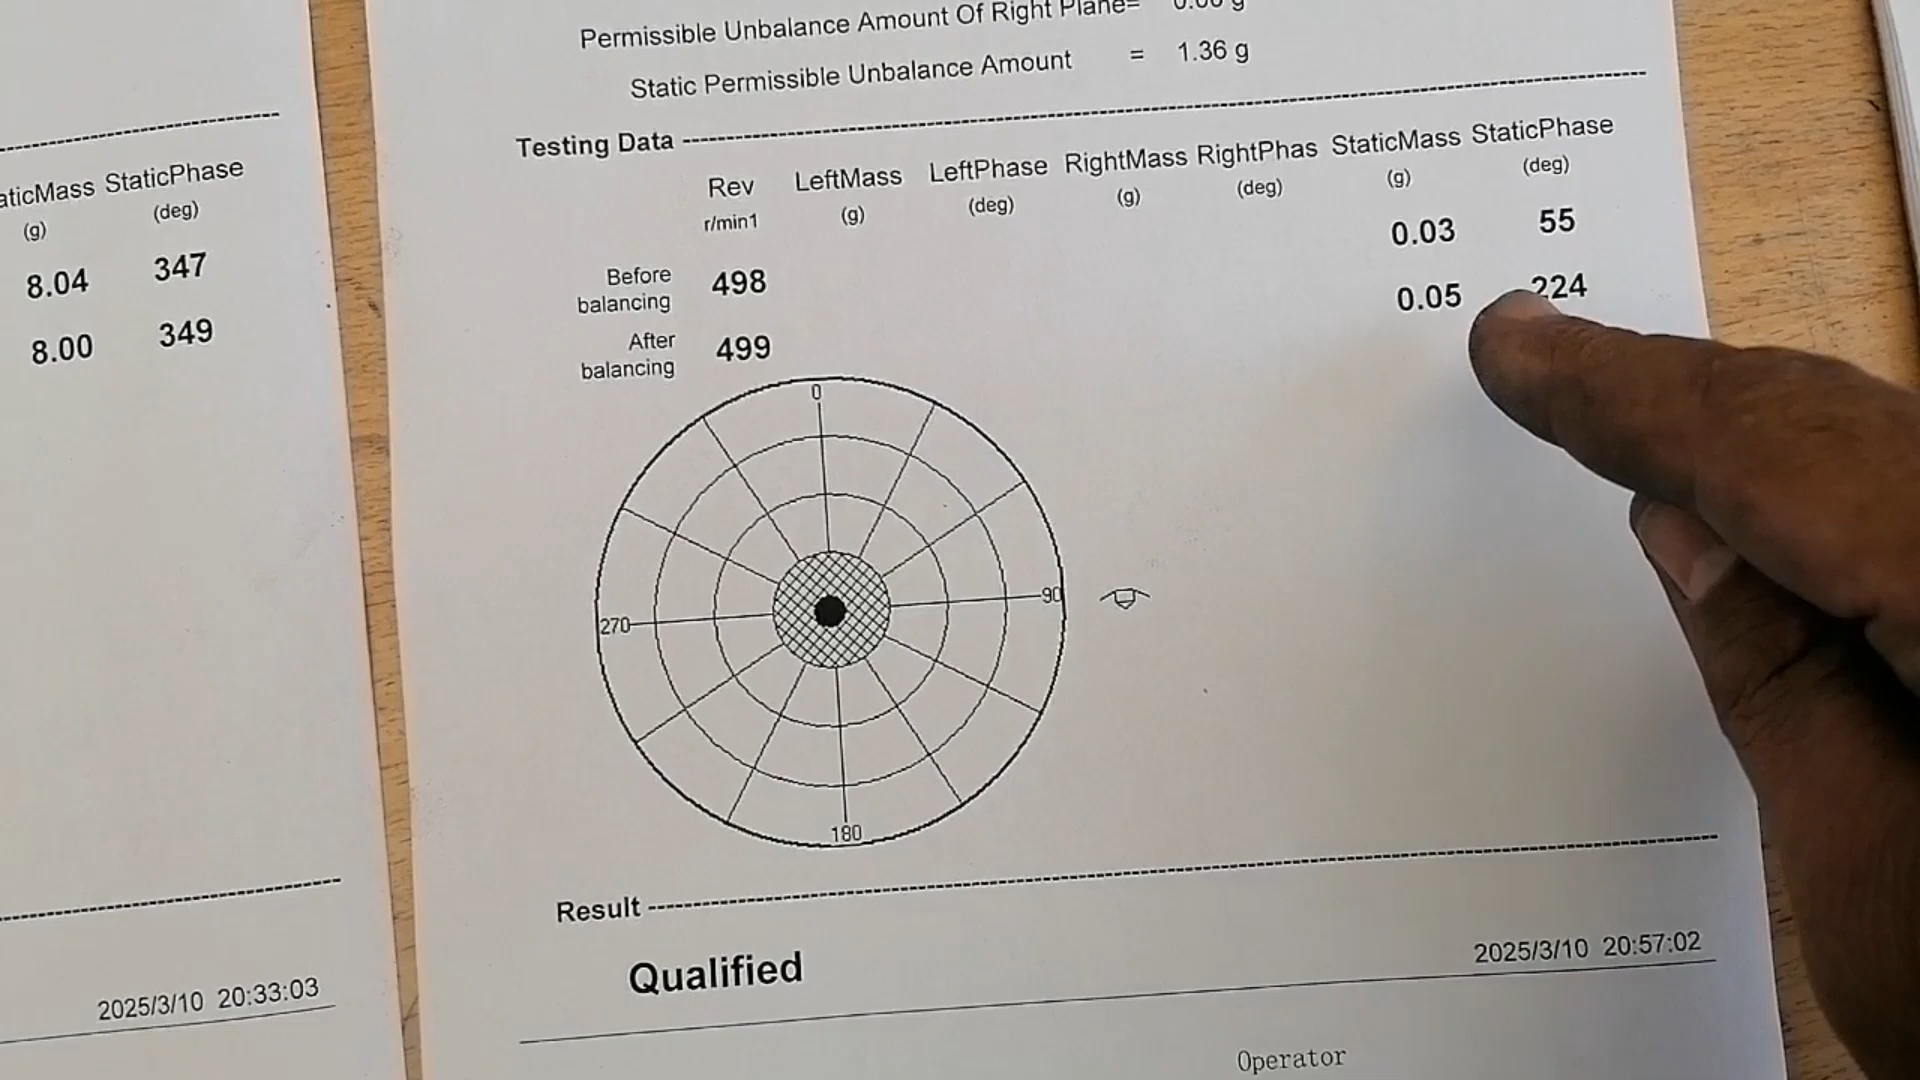 Permissible Unbalance Amount Of Right Plane= 0.00 g
Static Permissible Unbalance Amount = 1.36 g
Testing Data
Rev LeftMass LeftPhase RightMass RightPhas StaticMass StaticPhase
r/min1 (g) (deg) (g) (deg) (g) (deg)
Before balancing 498 0.03 55
After balancing 499 0.05 224
0
90
180
270
Result
Qualified
2025/3/10 20:57:02
Operator
aticMass StaticPhase
(g) (deg)
8.04 347
8.00 349
2025/3/10 20:33:03